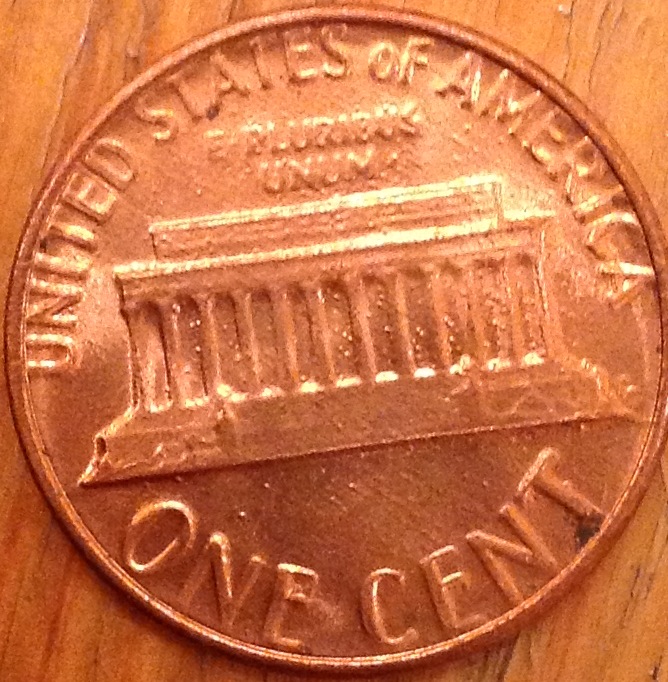 UNITED STATES OF AMERICA
E PLURIBUS
UNUM
ONE CENT